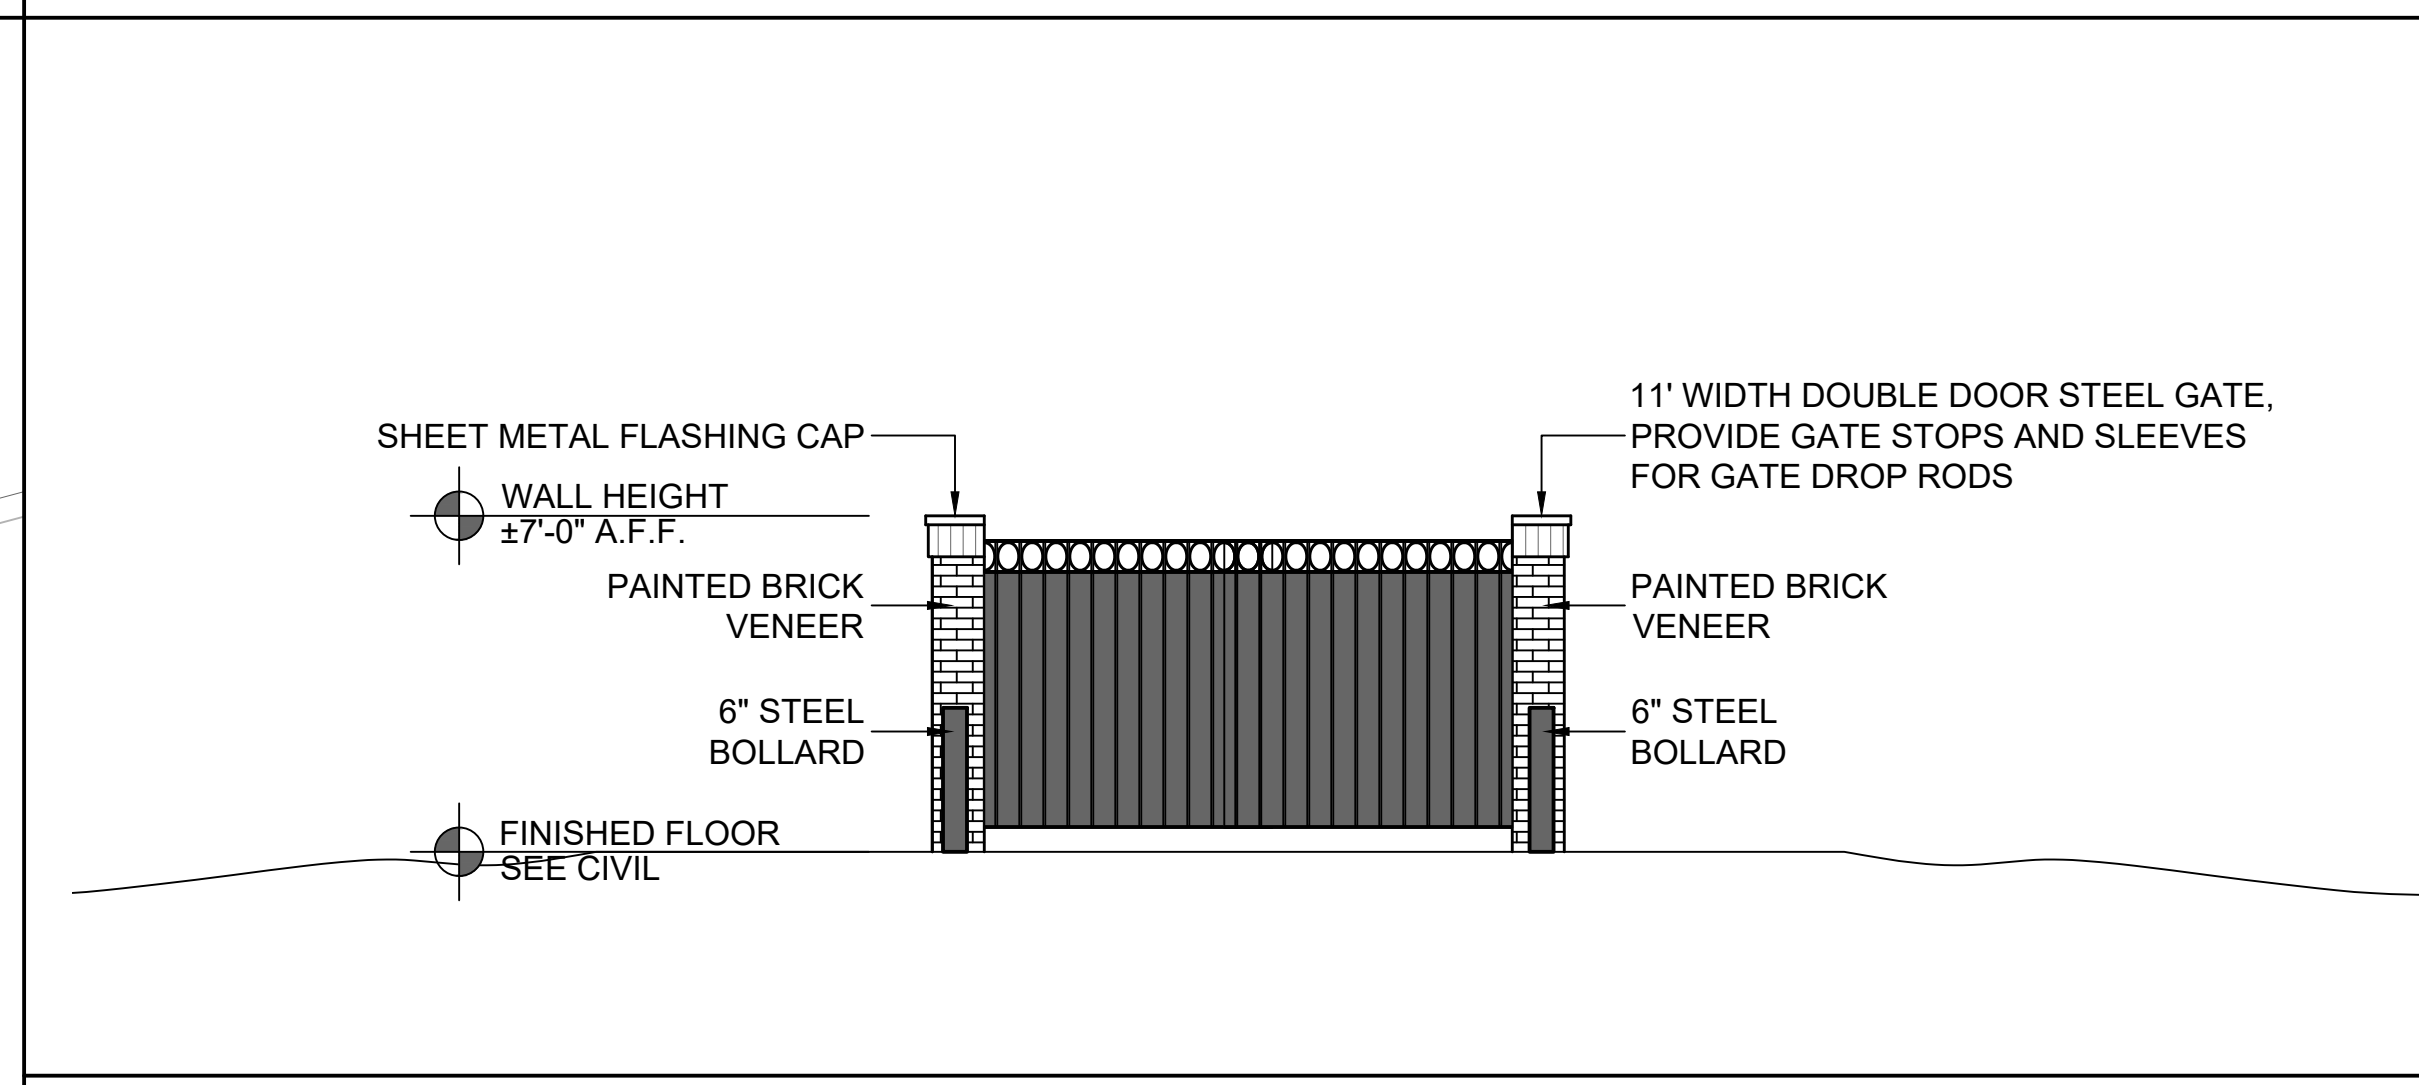 SHEET METAL FLASHING CAP
WALL HEIGHT
±7'-0" A.F.F.
PAINTED BRICK
VENEER
6" STEEL
BOLLARD
FINISHED FLOOR
SEE CIVIL
11' WIDTH DOUBLE DOOR STEEL GATE,
PROVIDE GATE STOPS AND SLEEVES
FOR GATE DROP RODS
PAINTED BRICK
VENEER
6" STEEL
BOLLARD